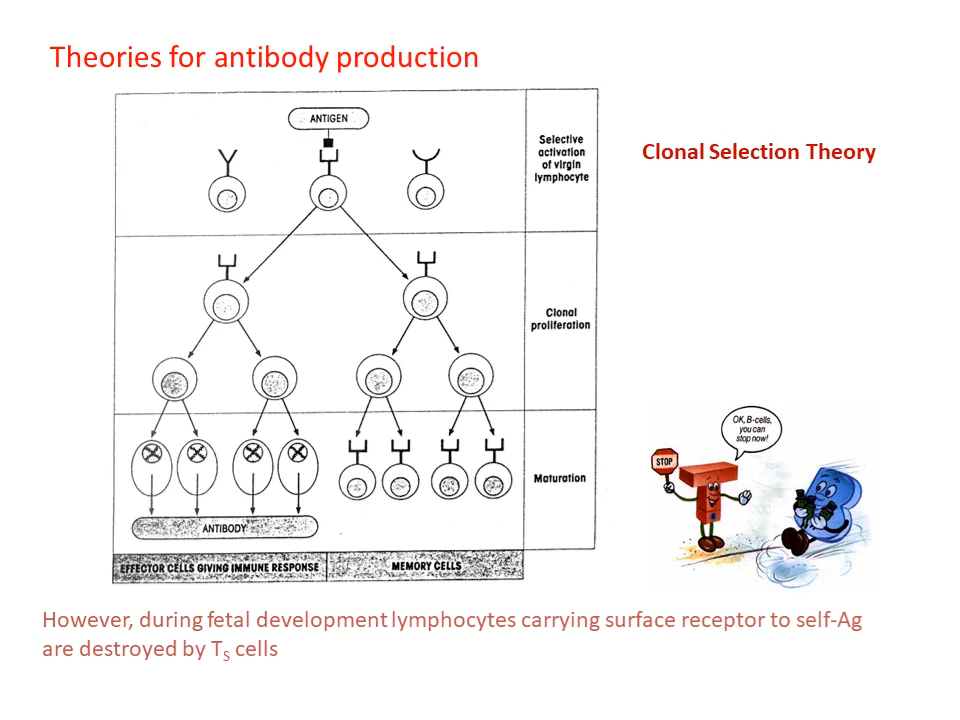 Theories for antibody production
ANTIGEN
Selective
activation
of virgin
lymphocyte
Clonal Selection Theory
Clonal
proliferation
OK, B-cells,
you can
stop now!
STOP
Maturation
ANTIBODY
EFFECTOR CELLS GIVING IMMUNE RESPONSE
MEMORY CELLS
However, during fetal development lymphocytes carrying surface receptor to self-Ag
are destroyed by TS cells